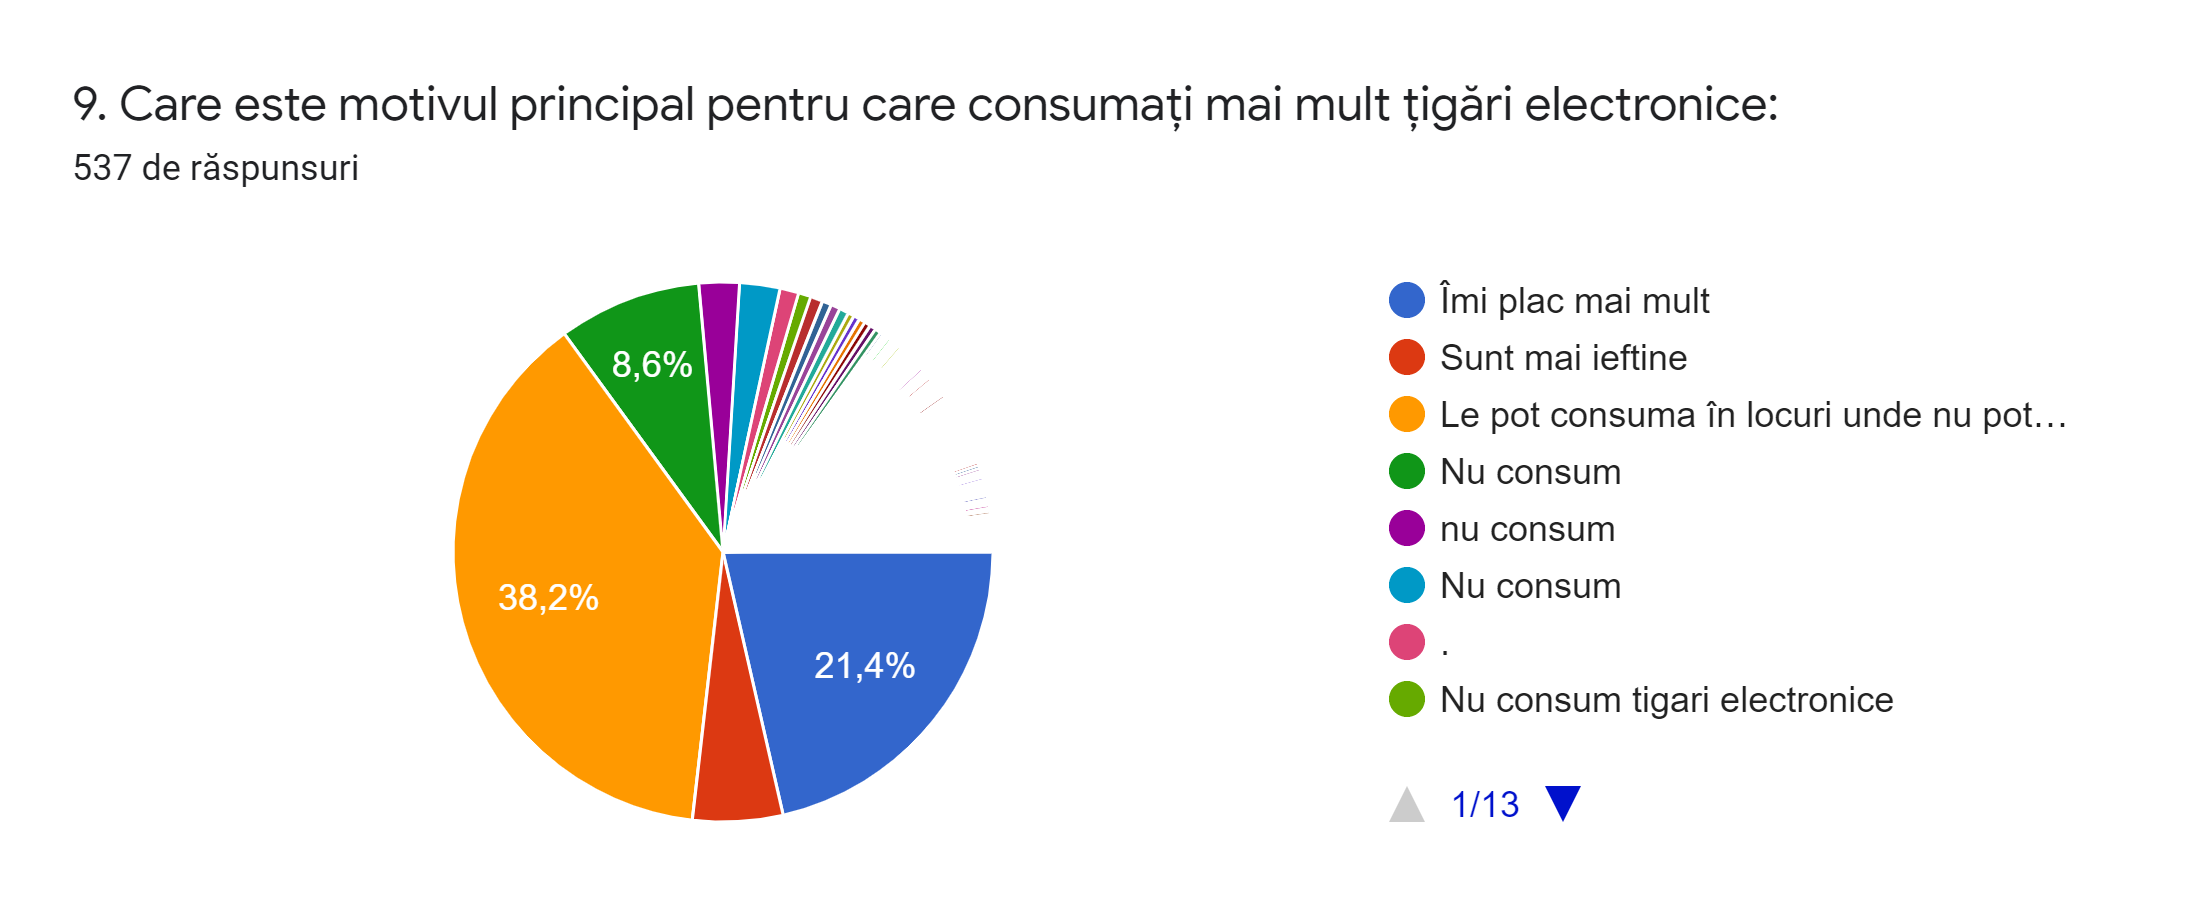 9. Care este motivul principal pentru care consumați mai mult țigări electronice:
537 de răspunsuri
8,6%
38,2%
21,4%
Îmi plac mai mult
Sunt mai ieftine
Le pot consuma în locuri unde nu pot…
Nu consum
nu consum
Nu consum
.
Nu consum tigari electronice
1/13